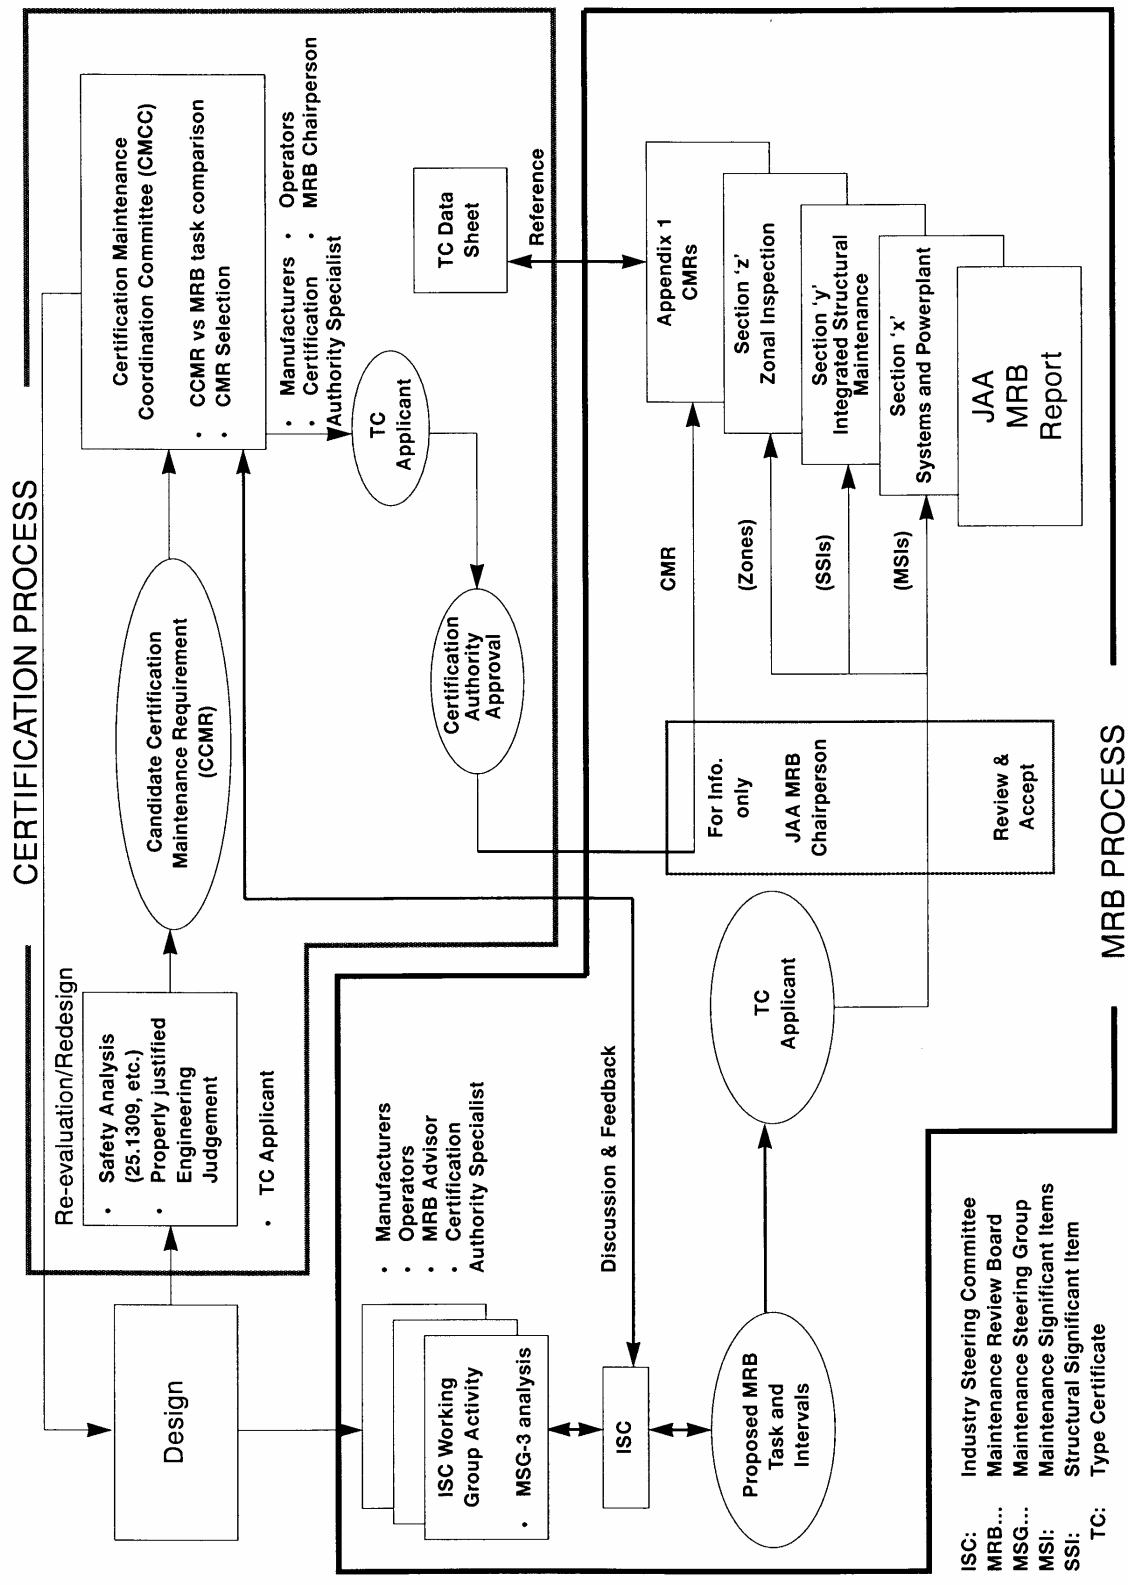 CERTIFICATION PROCESS
Re-evaluation/Redesign
Design
• Safety Analysis
(25.1309, etc.)
• Properly justified
Engineering
Judgement
• TC Applicant
Candidate Certification
Maintenance Requirement
(CCMR)
Certification Maintenance
Coordination Committee (CMCC)
• CCMR vs MRB task comparison
• CMR Selection
• Manufacturers • Operators
• Certification • MRB Chairperson
Authority Specialist
TC
Applicant
Certification
Authority
Approval
TC Data
Sheet
Reference
ISC Working
Group Activity
• MSG-3 analysis
• Manufacturers
• Operators
• MRB Advisor
• Certification
Authority Specialist
ISC
Discussion & Feedback
Proposed MRB
Task and
Intervals
TC
Applicant
For Info.
only
JAA MRB
Chairperson
Review &
Accept
CMR
(Zones)
(SSIs)
(MSIs)
Appendix 1
CMRs
Section ‘z’
Zonal Inspection
Section ‘y’
Integrated Structural
Maintenance
Section ‘x’
Systems and Powerplant
JAA
MRB
Report
ISC: Industry Steering Committee
MRB... Maintenance Review Board
MSG... Maintenance Steering Group
MSI: Maintenance Significant Items
SSI: Structural Significant Item
TC: Type Certificate
MRB PROCESS